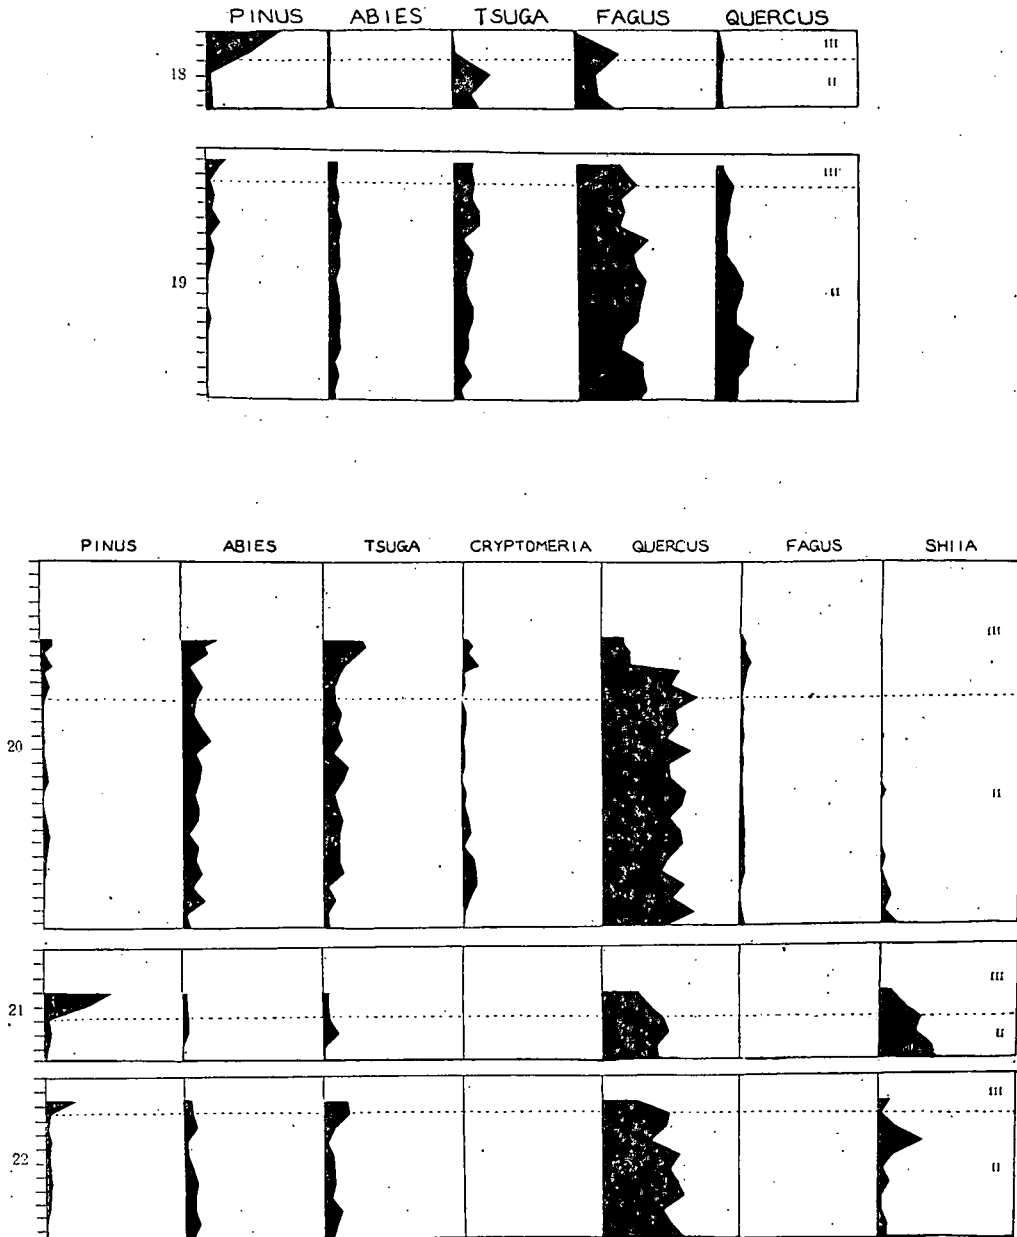 PINUS ABIES TSUGA FAGUS QUERCUS
III
18
II
III
19
II
PINUS ABIES TSUGA CRYPTOMERIA QUERCUS FAGUS SHIIA
III
20
II
III
21
II
III
22
II